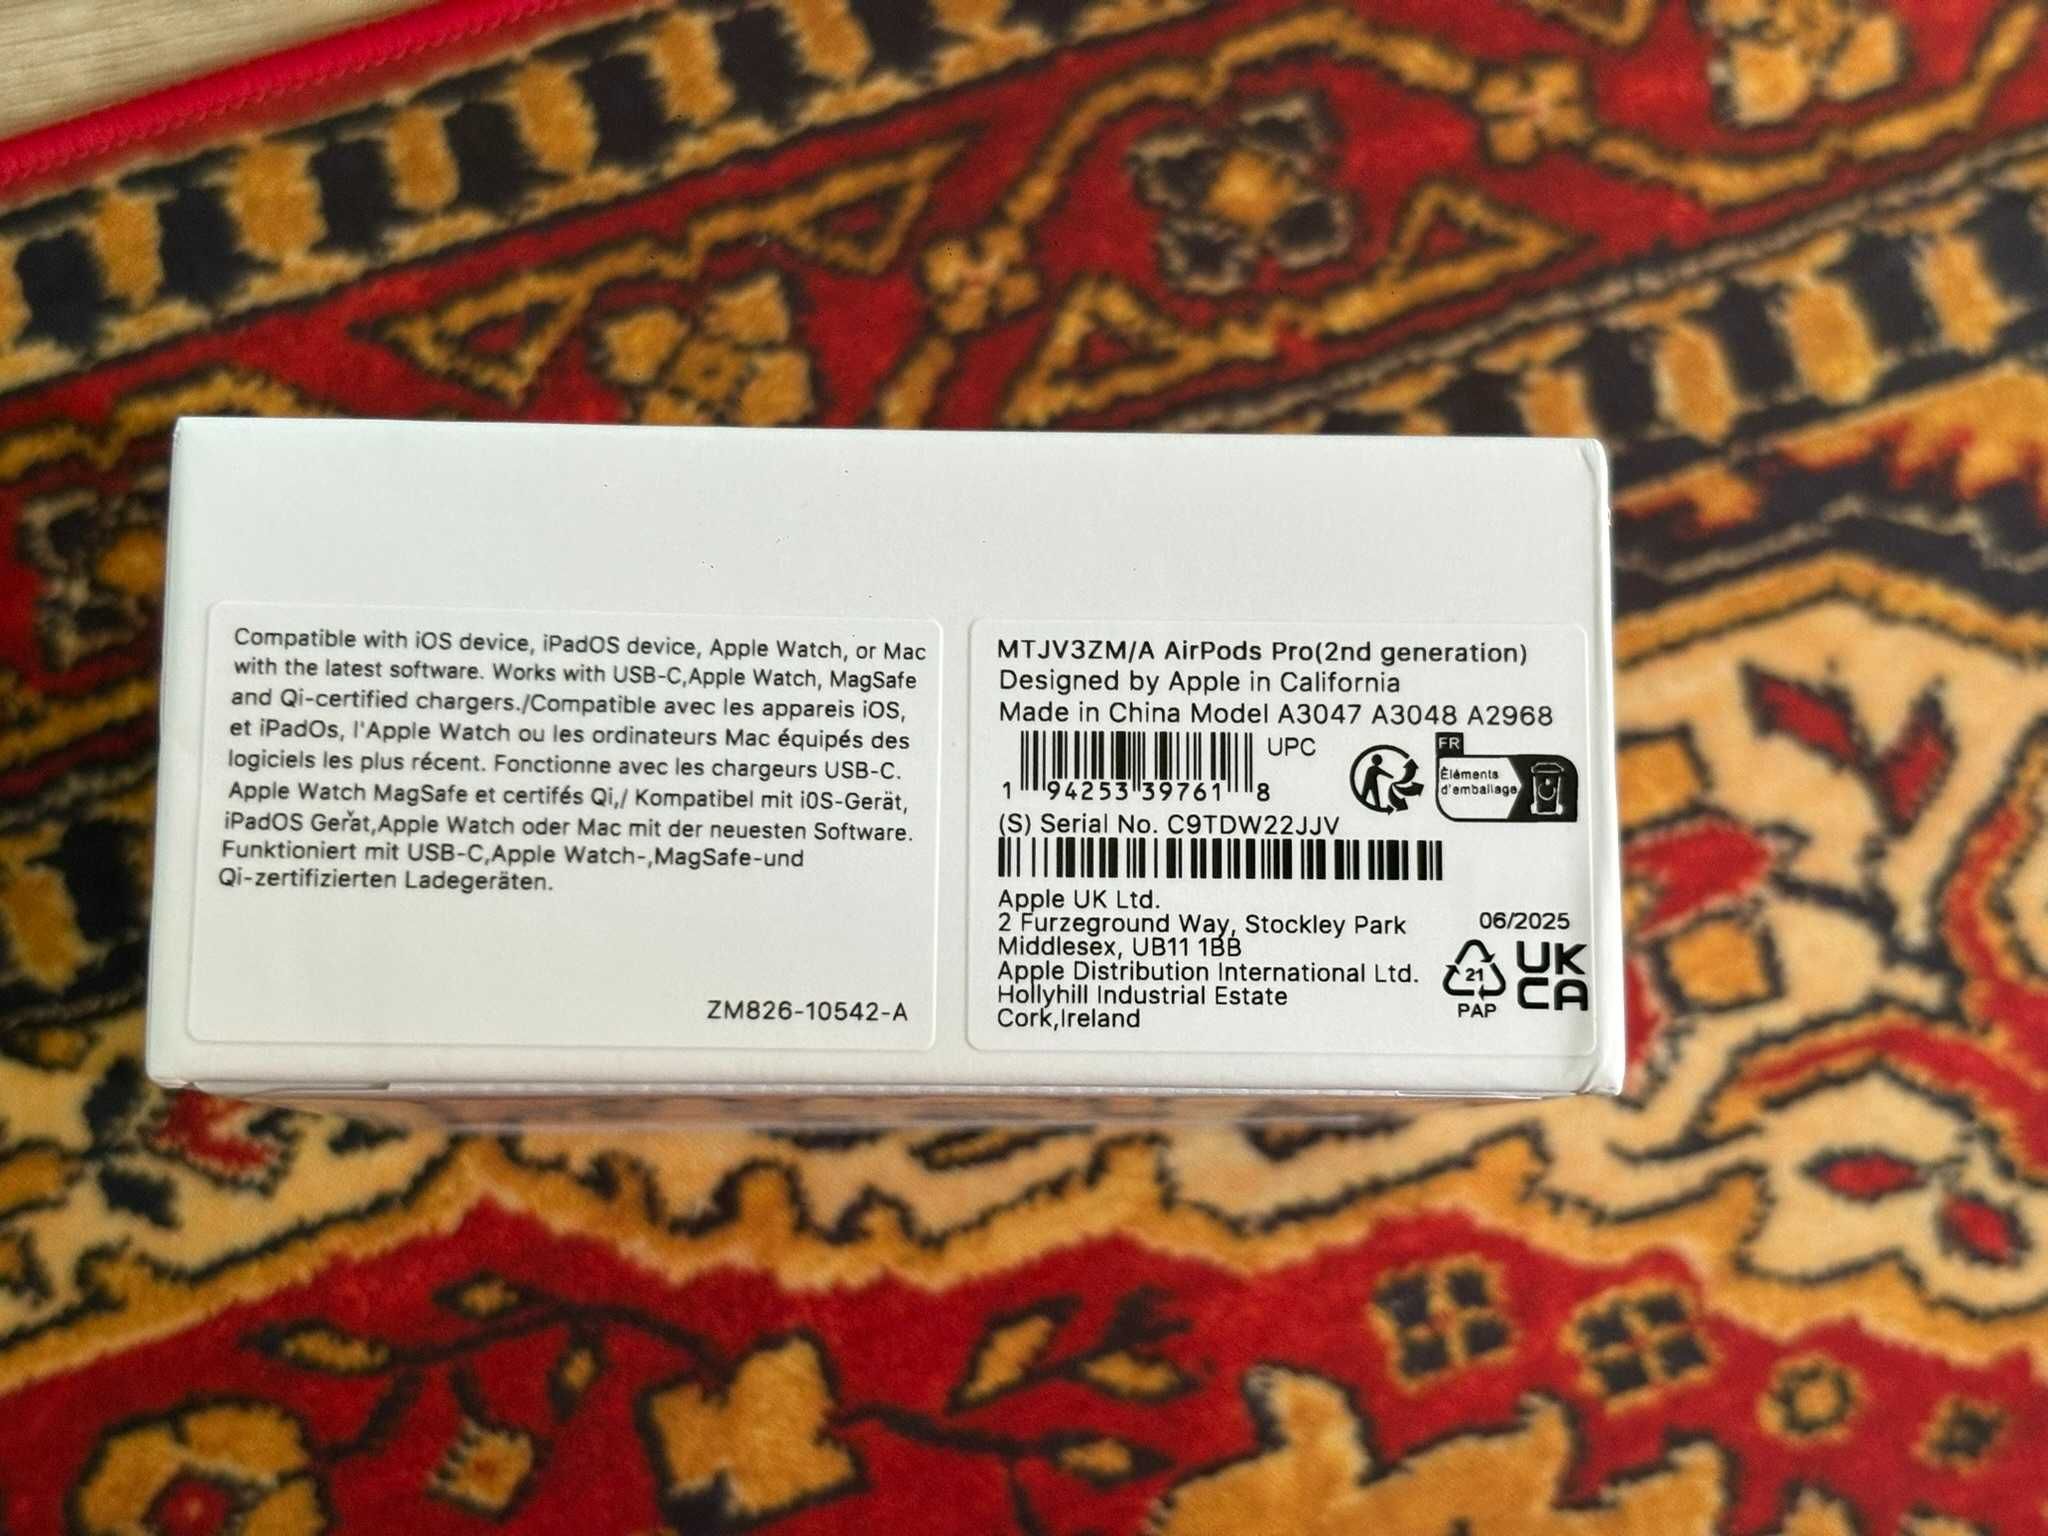 Compatible with iOS device, iPadOS device, Apple Watch, or Mac
with the latest software. Works with USB-C,Apple Watch, MagSafe
and Qi-certified chargers./Compatible avec les appareis iOS,
et iPadOs, l'Apple Watch ou les ordinateurs Mac équipés des
logiciels les plus récent. Fonctionne avec les chargeurs USB-C.
Apple Watch MagSafe et certifés Qi,/ Kompatibel mit i0S-Gerät,
iPadOS Gerǎt,Apple Watch oder Mac mit der neuesten Software.
Funktioniert mit USB-C,Apple Watch-,MagSafe-und
Qi-zertifizierten Ladegeräten.
ZM826-10542-A
MTJV3ZM/A AirPods Pro(2nd generation)
Designed by Apple in California
Made in China Model A3047 A3048 A2968
UPC
1 94253 39761 8
FR
Éléments
d'emballage
(S) Serial No. C9TDW22JJV
Apple UK Ltd.
2 Furzeground Way, Stockley Park
Middlesex, UB11 1BB
Apple Distribution International Ltd.
Hollyhill Industrial Estate
Cork,Ireland
06/2025
21
PAP
UK
CA